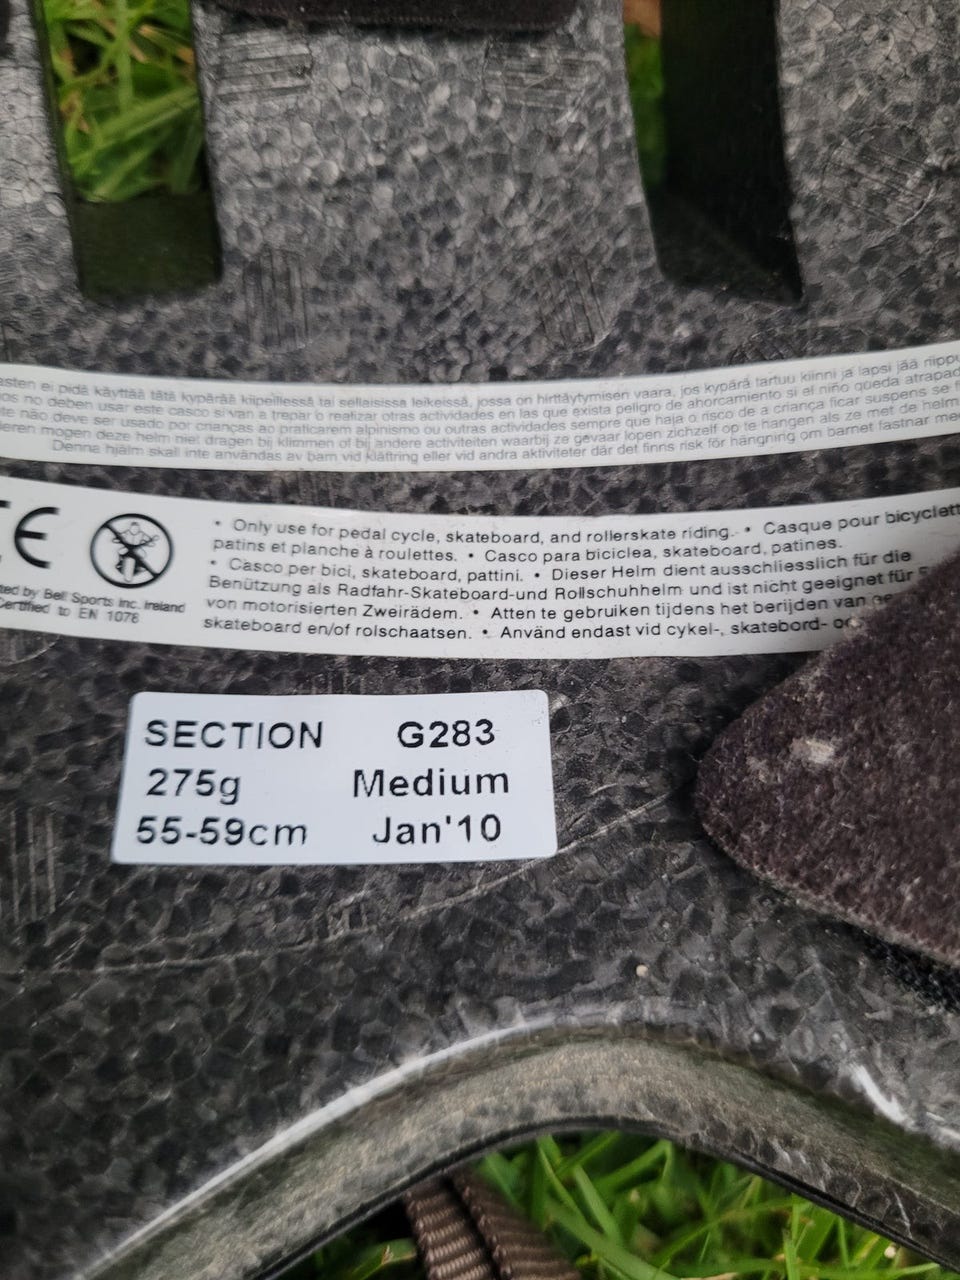 ei pidä käyttää tätä kypärää kiipeillessä tai sellaisissa leikeissä, jossa on hirttäytymisen vaara, jos kypärä tartuu kiinni ja lapsi jää
no deben usar este casco si van a trepar o realizar otras actividades en las que exista peligro de ahorcamiento si el niño queda
não deve ser usado por crianças ao praticarem alpinismo ou outras actividades sempre que haja o risco de a criança ficar suspens se
mogen deze helm niet dragen bij klimmen of bij andere activiteiten waarbij ze gevaar lopen zichzelf op te hangen als ze met de helm
Denna hjälm skall inte användas av barn vid klättring eller vid andra aktiviteter där det finns risk för hängning om barnet fastnar
CE
by Bell Sports Inc. Ireland
Certified to EN 1078
• Only use for pedal cycle, skateboard, and rollerskate riding. • Casque pour bicyclett
patins et planche à roulettes. • Casco para biciclea, skateboard, patines.
• Casco per bici, skateboard, pattini. • Dieser Helm dient ausschliesslich für die
Benützung als Radfahr-Skateboard-und Rollschuhhelm und ist nicht geeignet für
von motorisierten Zweirädem. • Atten te gebruiken tijdens het berijden van
skateboard en/of rolschaatsen. • Använd endast vid cykel-, skatebord-
SECTION G283
275g Medium
55-59cm Jan'10